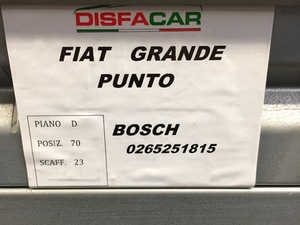 DISFACAR
FIAT GRANDE
PUNTO
PIANO D
POSIZ. 70
SCAFF. 23
BOSCH
0265251815